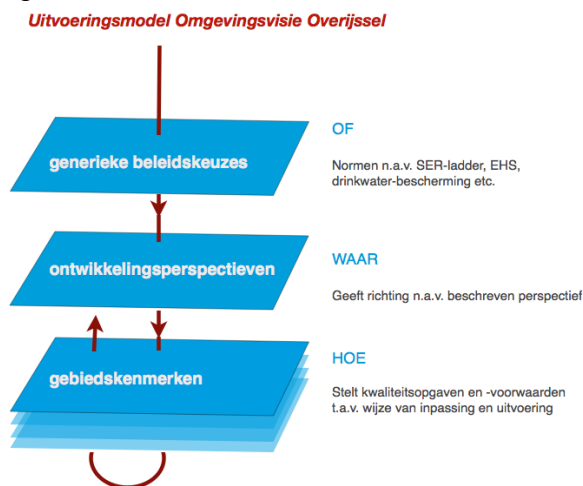 Uitvoeringsmodel Omgevingsvisie Overijssel
generieke beleidskeuzes
OF
Normen n.a.v. SER-ladder, EHS,
drinkwater-bescherming etc.
ontwikkelingsperspectieven
WAAR
Geeft richting n.a.v. beschreven perspectief
gebiedskenmerken
HOE
Stelt kwaliteitsopgaven en -voorwaarden
t.a.v. wijze van inpassing en uitvoering